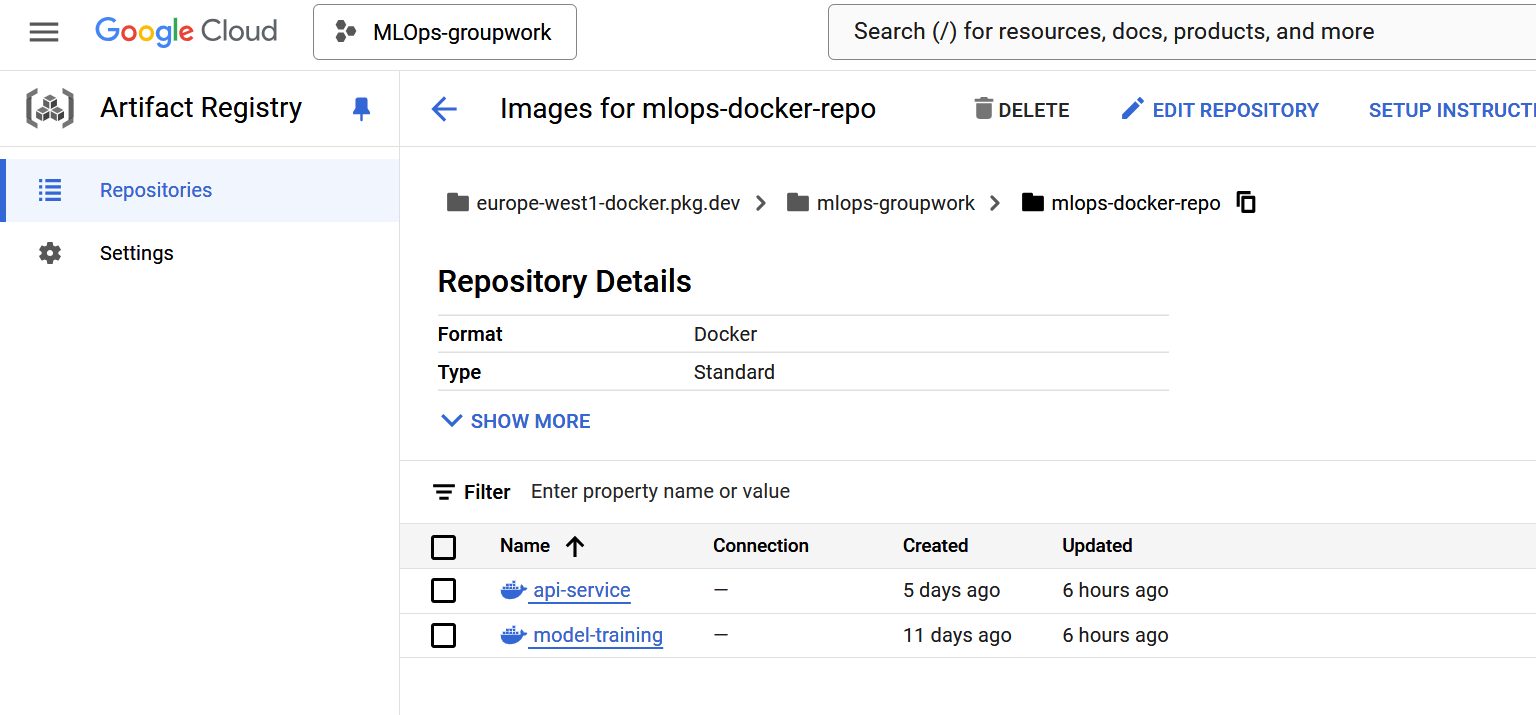 Google Cloud
MLOps-groupwork
Search (/) for resources, docs, products, and more
Artifact Registry
Images for mlops-docker-repo
DELETE
EDIT REPOSITORY
SETUP INSTRUCTI
Repositories
Settings
europe-west1-docker.pkg.dev
mlops-groupwork
mlops-docker-repo
Repository Details
Format Docker
Type Standard
SHOW MORE
Filter Enter property name or value
Name Connection Created Updated
api-service — 5 days ago 6 hours ago
model-training — 11 days ago 6 hours ago